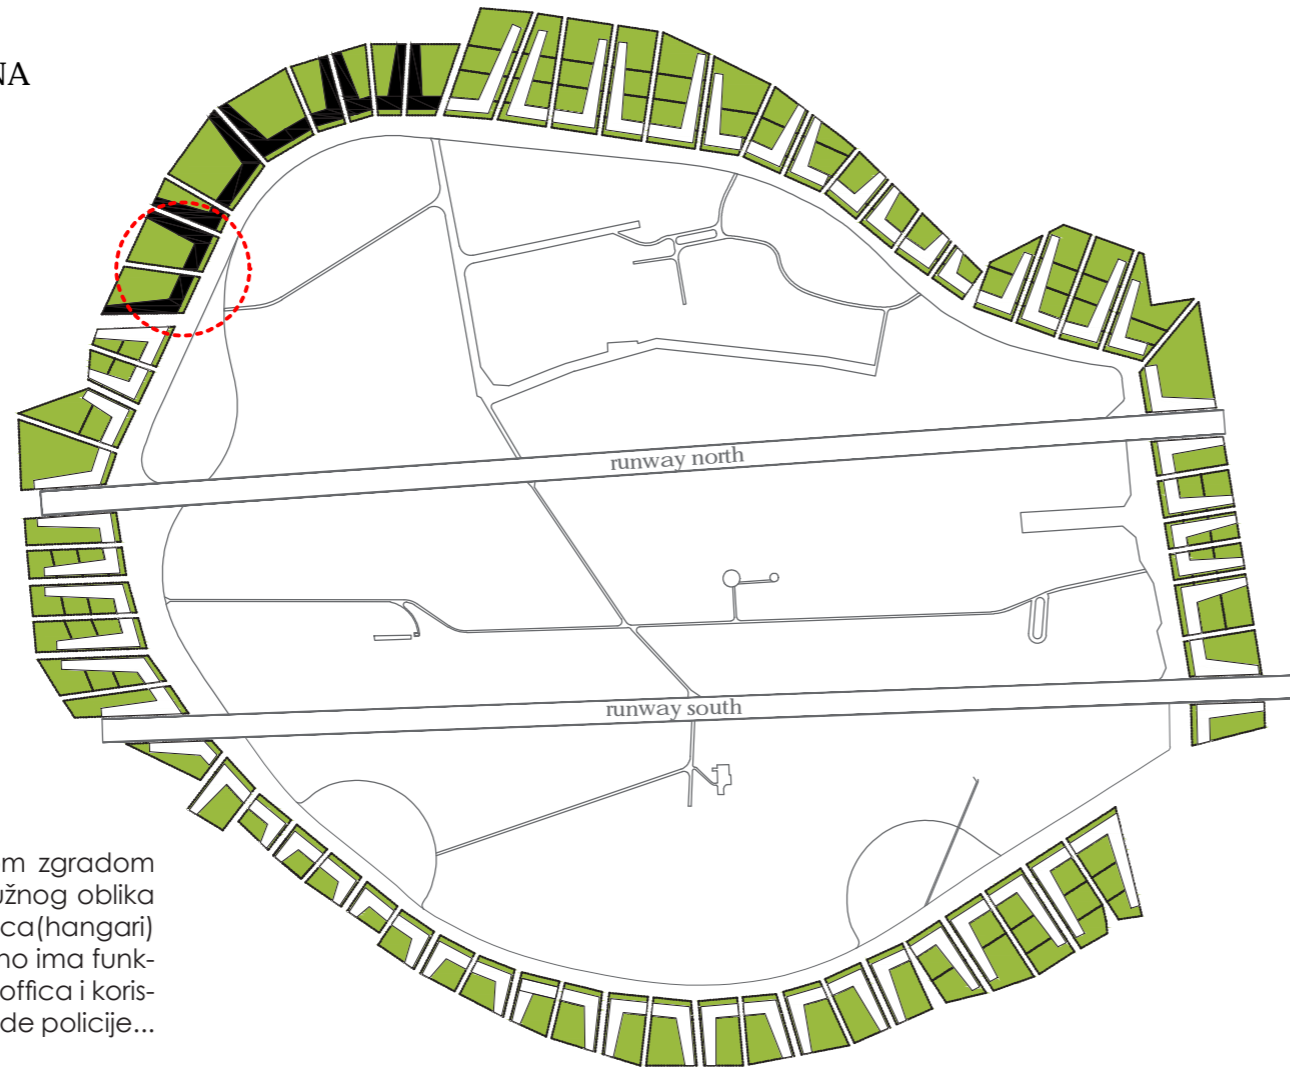 NA
runway north
runway south
m zgradom
užnog oblika
ca(hangari)
no ima funk-
offica i koris-
de policije...